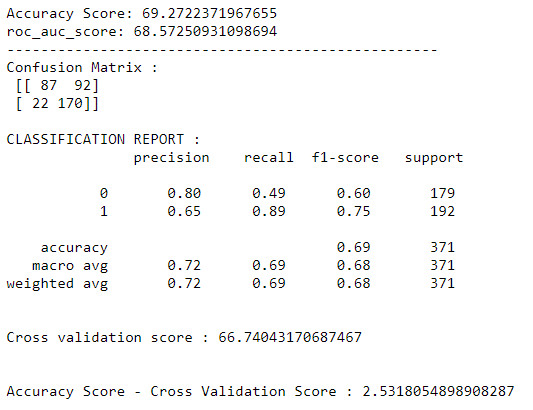 Accuracy Score: 69.2722371967655
roc_auc_score: 68.57250931098694
---------------------------------------------------
Confusion Matrix :
[[ 87  92]
[ 22 170]]
CLASSIFICATION REPORT :
precision    recall  f1-score   support
0       0.80      0.49      0.60       179
1       0.65      0.89      0.75       192
accuracy                           0.69       371
macro avg       0.72      0.69      0.68       371
weighted avg       0.72      0.69      0.68       371
Cross validation score : 66.74043170687467
Accuracy Score - Cross Validation Score : 2.5318054898908287